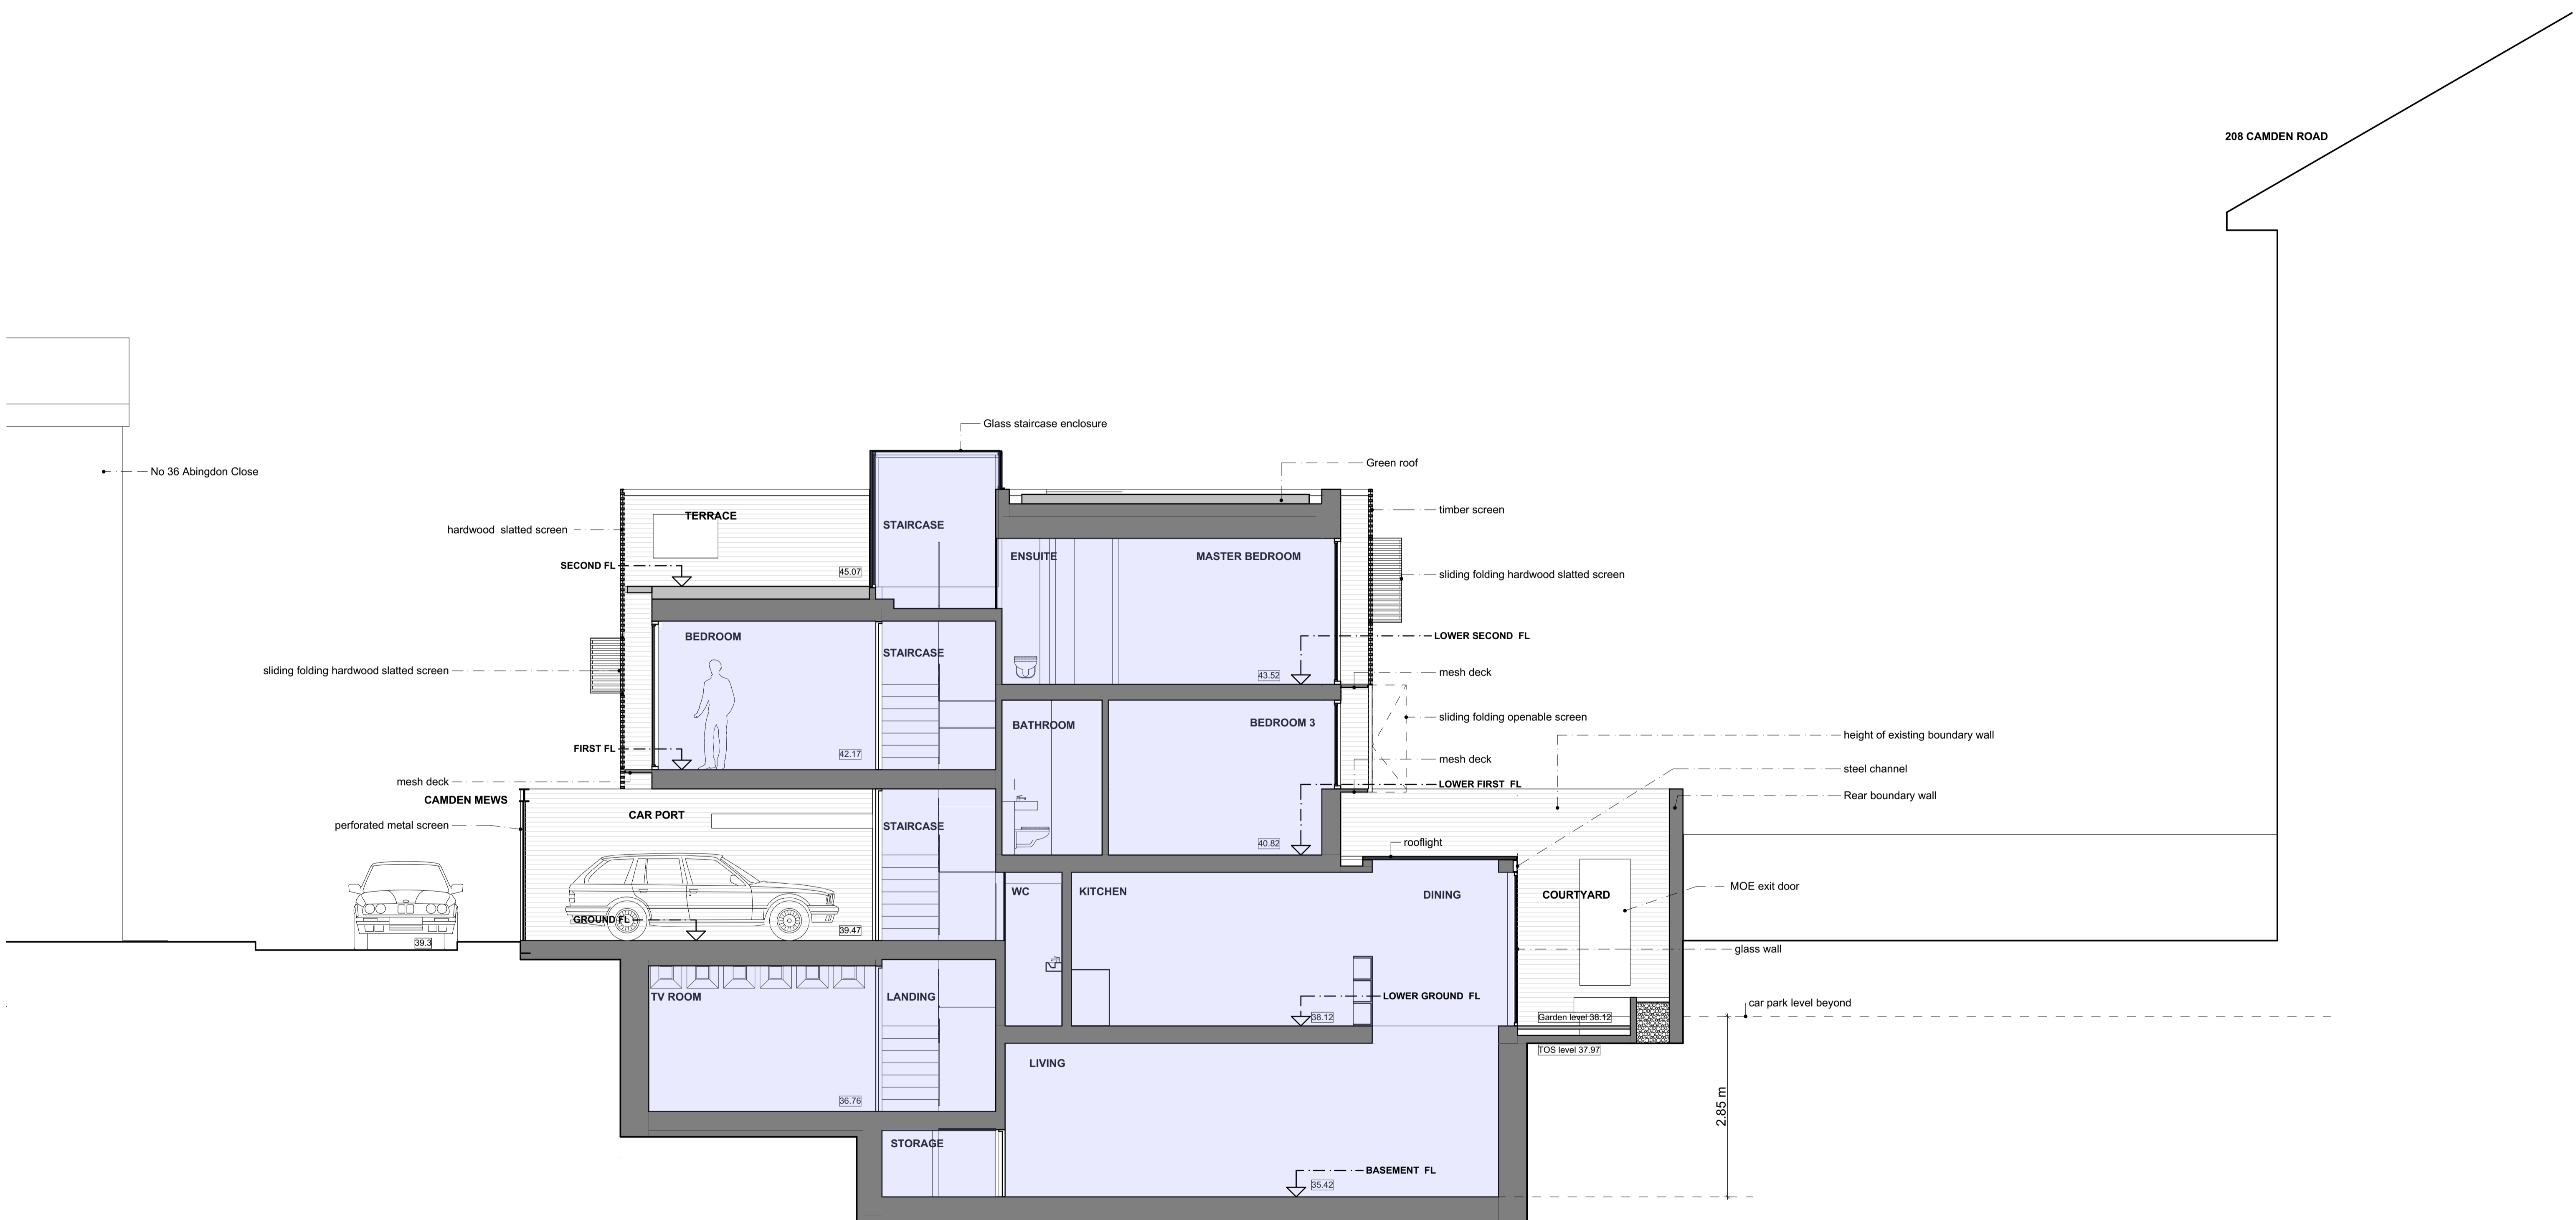 208 CAMDEN ROAD
Glass staircase enclosure
Green roof
No 36 Abingdon Close
TERRACE
timber screen
STAIRCASE
hardwood slatted screen
ENSUITE
MASTER BEDROOM
SECOND FL
45.07
sliding folding hardwood slatted screen
BEDROOM
LOWER SECOND FL
STAIRCASE
sliding folding hardwood slatted screen
43.52
mesh deck
sliding folding openable screen
BATHROOM
BEDROOM 3
height of existing boundary wall
FIRST FL
42.17
mesh deck
steel channel
mesh deck
LOWER FIRST FL
Rear boundary wall
CAMDEN MEWS
CAR PORT
perforated metal screen
STAIRCASE
rooflight
40.82
WC
KITCHEN
DINING
COURTYARD
MOE exit door
GROUND FL
39.47
39.3
glass wall
TV ROOM
LANDING
LOWER GROUND FL
car park level beyond
38.12
Garden level 38.12
TOS level 37.97
LIVING
36.76
2.85 m
STORAGE
BASEMENT FL
35.42